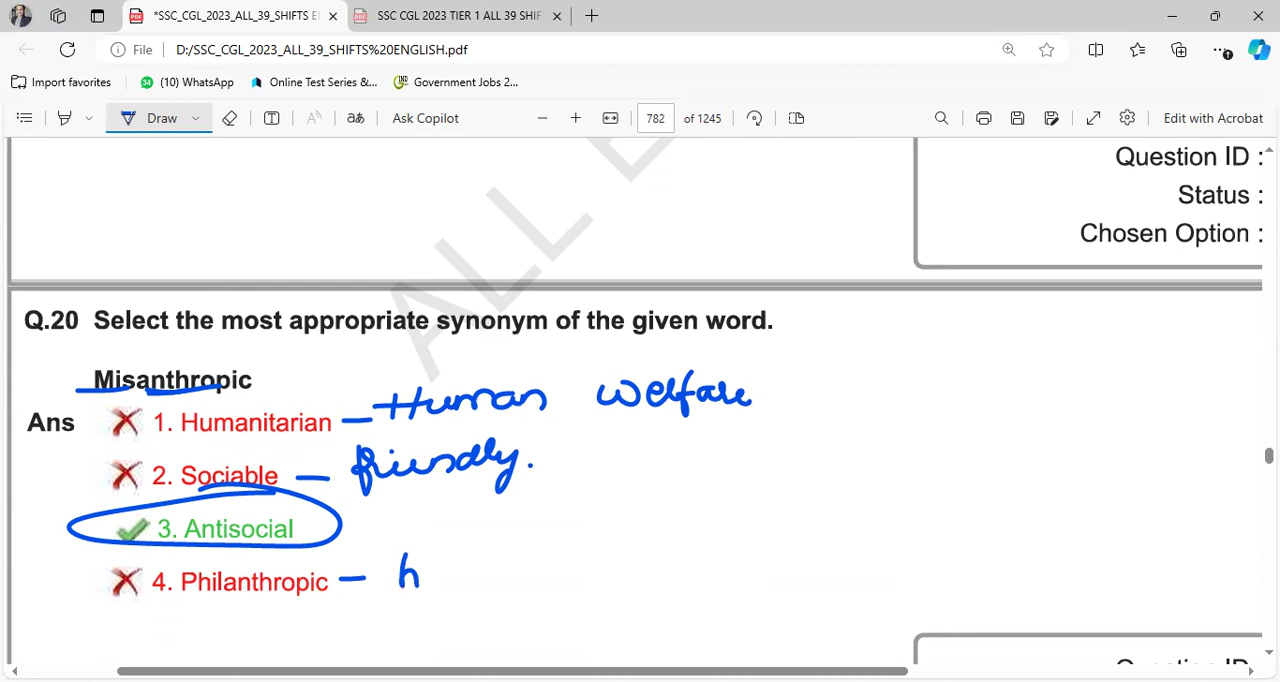 *SSC_CGL_2023_ALL_39_SHIFTS E
SSC CGL 2023 TIER 1 ALL 39 SHIF
File
D:/SSC_CGL_2023_ALL_39_SHIFTS%20ENGLISH.pdf
Import favorites
(10) WhatsApp
Online Test Series &...
Government Jobs 2...
Draw
Ask Copilot
782 of 1245
Edit with Acrobat
ALL E
Question ID :
Status :
Chosen Option :
Q.20 Select the most appropriate synonym of the given word.
Misanthropic
Ans 1. Humanitarian – Human welfare
2. Sociable – friendly.
3. Antisocial
4. Philanthropic – h